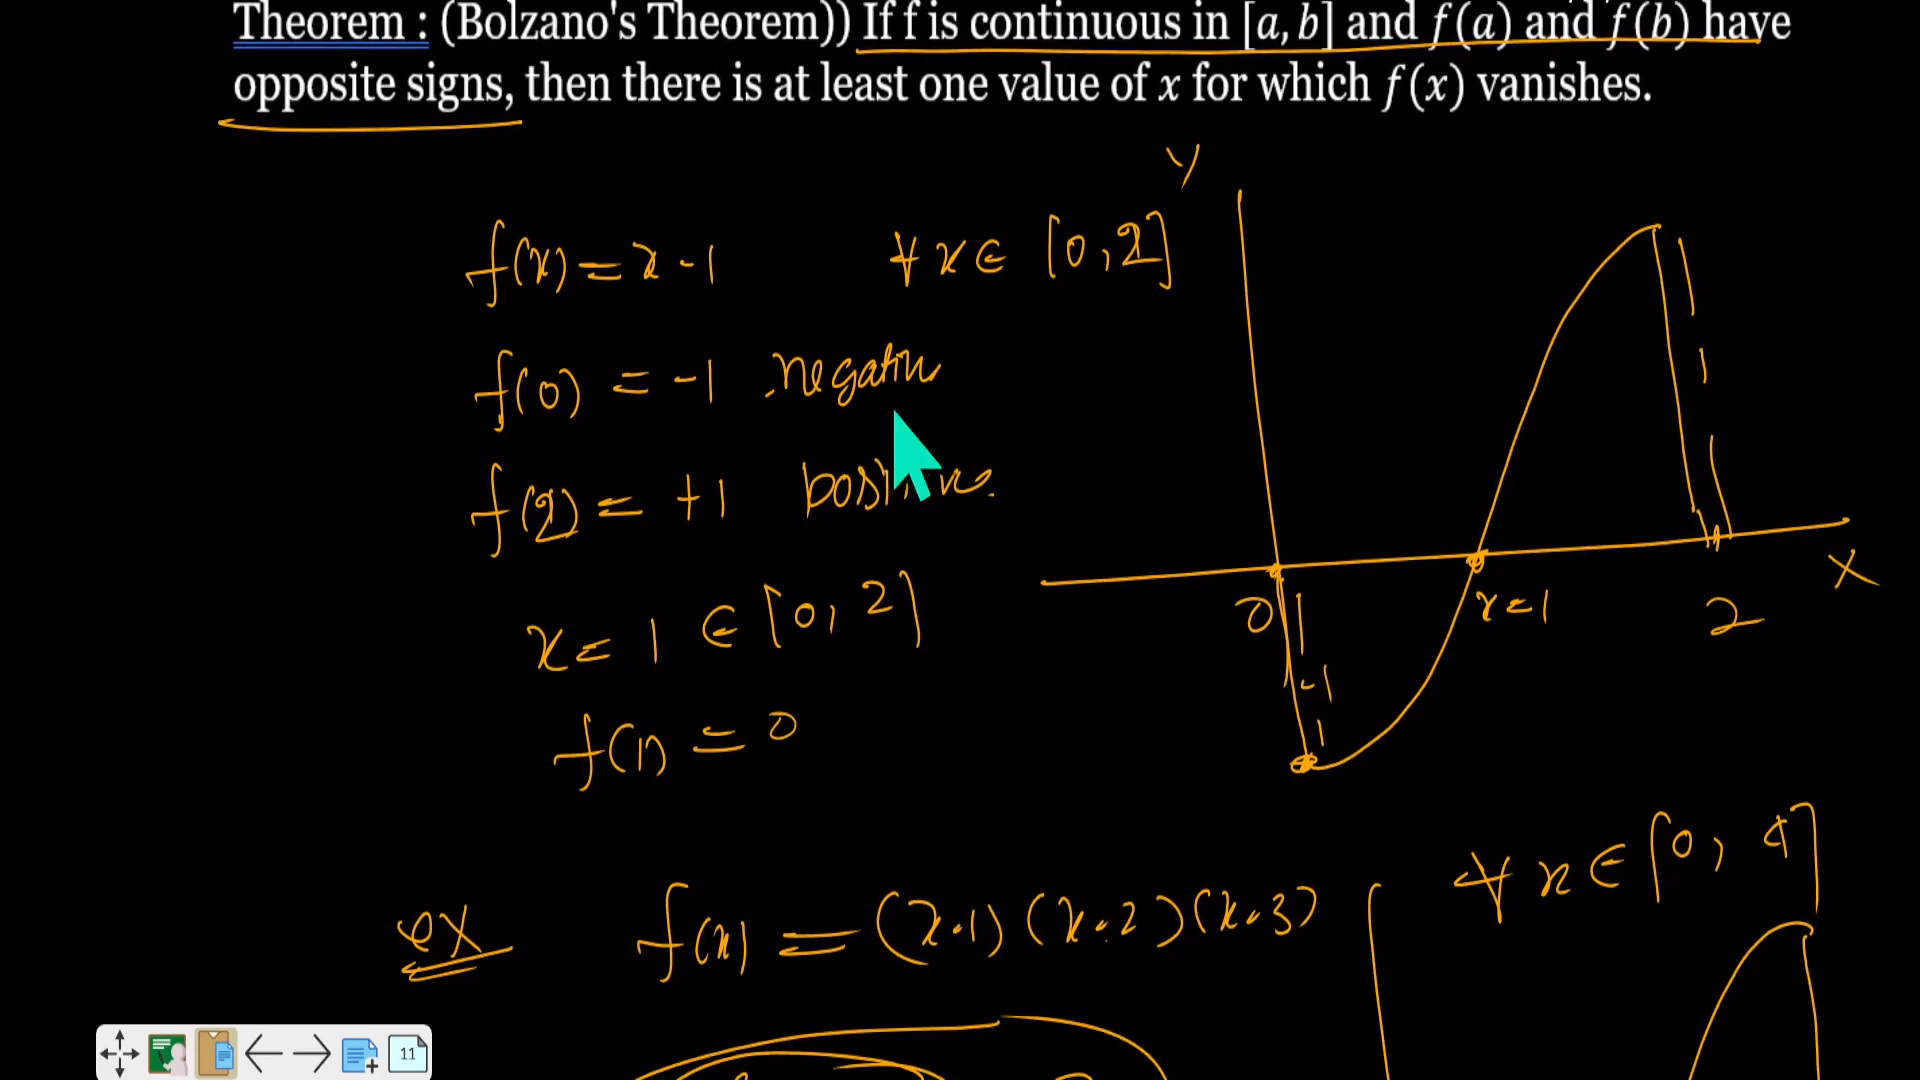 Theorem : (Bolzano's Theorem)) If f is continuous in [a, b] and f(a) and f(b) have
opposite signs, then there is at least one value of x for which f(x) vanishes.
Y
f(x) = x - 1 ∀ x ∈ [0, 2]
f(0) = -1 negative
f(2) = +1 positive.
x = 1 ∈ [0, 2]
f(1) = 0
0
-1
x = 1
2
X
ex f(x) = (x-1)(x-2)(x-3) ∀ x ∈ [0, 4]
11